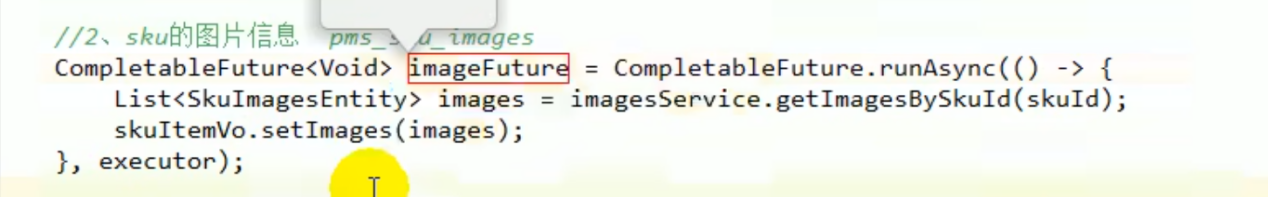 //2、sku的图片信息 pms_sku_images
CompletableFuture<Void> imageFuture = CompletableFuture.runAsync(() -> {
List<SkuImagesEntity> images = imagesService.getImagesBySkuId(skuId);
skuItemVo.setImages(images);
}, executor);